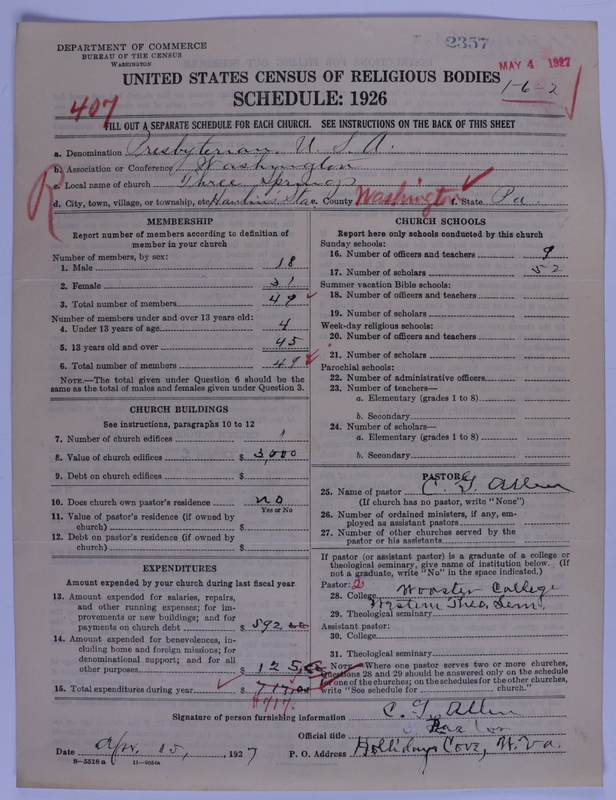 DEPARTMENT OF COMMERCE
BUREAU OF THE CENSUS
WASHINGTON
2357
MAY 4 1927
UNITED STATES CENSUS OF RELIGIOUS BODIES
1-6-2
SCHEDULE: 1926
407
FILL OUT A SEPARATE SCHEDULE FOR EACH CHURCH. SEE INSTRUCTIONS ON THE BACK OF THIS SHEET
a. Denomination Presbyterian U. S. A.
b. Association or Conference Washington
c. Local name of church Three Springs
d. City, town, village, or township, etc. e. County Washington f. State Pa.
R
MEMBERSHIP
Report number of members according to definition of
member in your church
Number of members, by sex:
1. Male 18
2. Female 31
3. Total number of members 49
Number of members under and over 13 years old:
4. Under 13 years of age 4
5. 13 years old and over 45
6. Total number of members 49
NOTE.—The total given under Question 6 should be the
same as the total of males and females given under Question 3.
CHURCH BUILDINGS
See instructions, paragraphs 10 to 12
7. Number of church edifices 1
8. Value of church edifices $ 3,000
9. Debt on church edifices $
10. Does church own pastor's residence no
Yes or No
11. Value of pastor's residence (if owned by
church) $
12. Debt on pastor's residence (if owned by
church) $
EXPENDITURES
Amount expended by your church during last fiscal year
13. Amount expended for salaries, repairs,
and other running expenses; for im-
provements or new buildings; and for
payments on church debt $ 592
14. Amount expended for benevolences, in-
cluding home and foreign missions; for
denominational support; and for all
other purposes $ 125
15. Total expenditures during year $ 717.00
$717.
CHURCH SCHOOLS
Report here only schools conducted by this church
Sunday schools:
16. Number of officers and teachers 9
17. Number of scholars 52
Summer vacation Bible schools:
18. Number of officers and teachers
19. Number of scholars
Week-day religious schools:
20. Number of officers and teachers
21. Number of scholars
Parochial schools:
22. Number of administrative officers
23. Number of teachers—
a. Elementary (grades 1 to 8)
b. Secondary
24. Number of scholars—
a. Elementary (grades 1 to 8)
b. Secondary
PASTOR
25. Name of pastor C. G. Allen
(If church has no pastor, write "None")
26. Number of ordained ministers, if any, em-
ployed as assistant pastors
27. Number of other churches served by the
pastor or his assistants
If pastor (or assistant pastor) is a graduate of a college or
theological seminary, give name of institution below. (If
not a graduate, write "No" in the space indicated.)
Pastor: 2
28. College Wooster College
29. Theological seminary Western Theo. Sem.
Assistant pastor:
30. College
31. Theological seminary
NOTE.—Where one pastor serves two or more churches,
Questions 28 and 29 should be answered only on the schedule
for one of the churches; on the schedules for the other churches,
write "See schedule for church."
Signature of person furnishing information C. G. Allen
Official title Pastor
Date Apr. 15, 1927 P. O. Address Hollidays Cove, W. Va.
8—5518 a 11—9051a